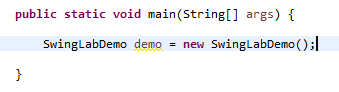 public static void main(String[] args) {
SwingLabDemo demo = new SwingLabDemo();
}